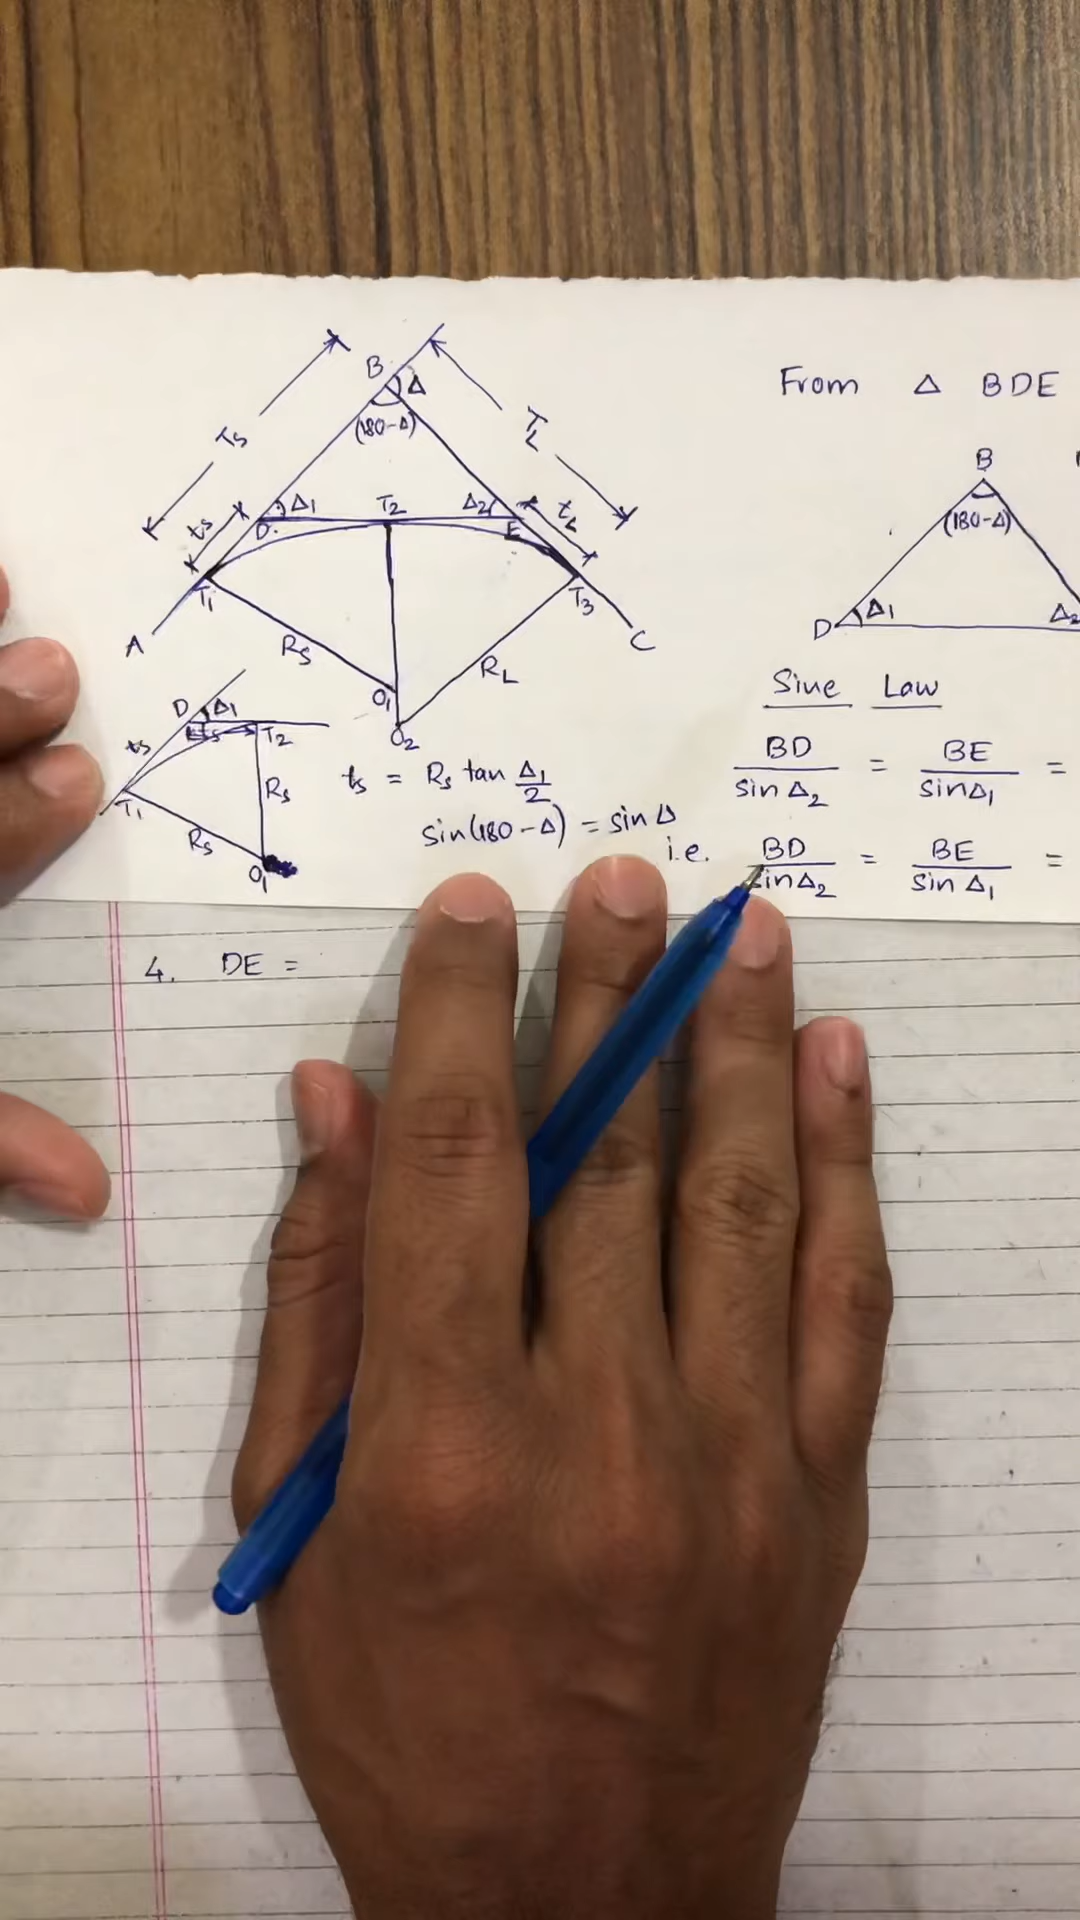 B
Δ
(180-Δ)
Ts
TL
ts
Δ1
T2
Δ2
tL
D
E
T1
T3
A
C
Rs
RL
O1
O2
D
Δ1
ts
ts
T2
T1
Rs
Rs
O1
ts = Rs tan Δ1/2
sin(180-Δ) = sin Δ
From Δ BDE
B
(180-Δ)
D
Δ1
Δ2
Sine Law
BD/sin Δ2 = BE/sin Δ1 =
i.e. BD/sin Δ2 = BE/sin Δ1 =
4. DE =